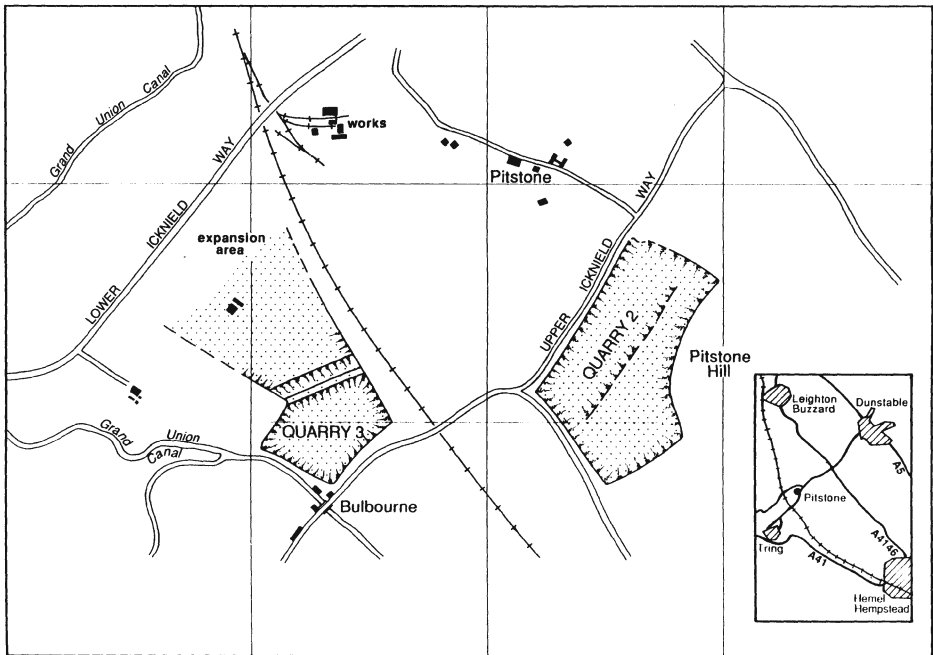 Grand Union Canal
works
LOWER ICKNIELD WAY
expansion
area
Pitstone
UPPER ICKNIELD WAY
QUARRY 2
Pitstone
Hill
QUARRY 3
Grand Union
Canal
Bulbourne
Leighton
Buzzard
Dunstable
A5
Pitstone
Tring
A41
A4146
Hemel
Hempstead